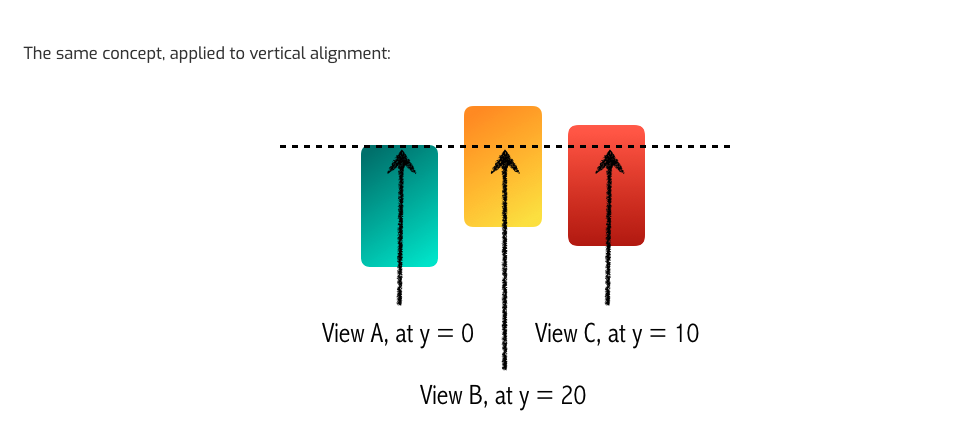 The same concept, applied to vertical alignment:
View A, at y = 0
View C, at y = 10
View B, at y = 20